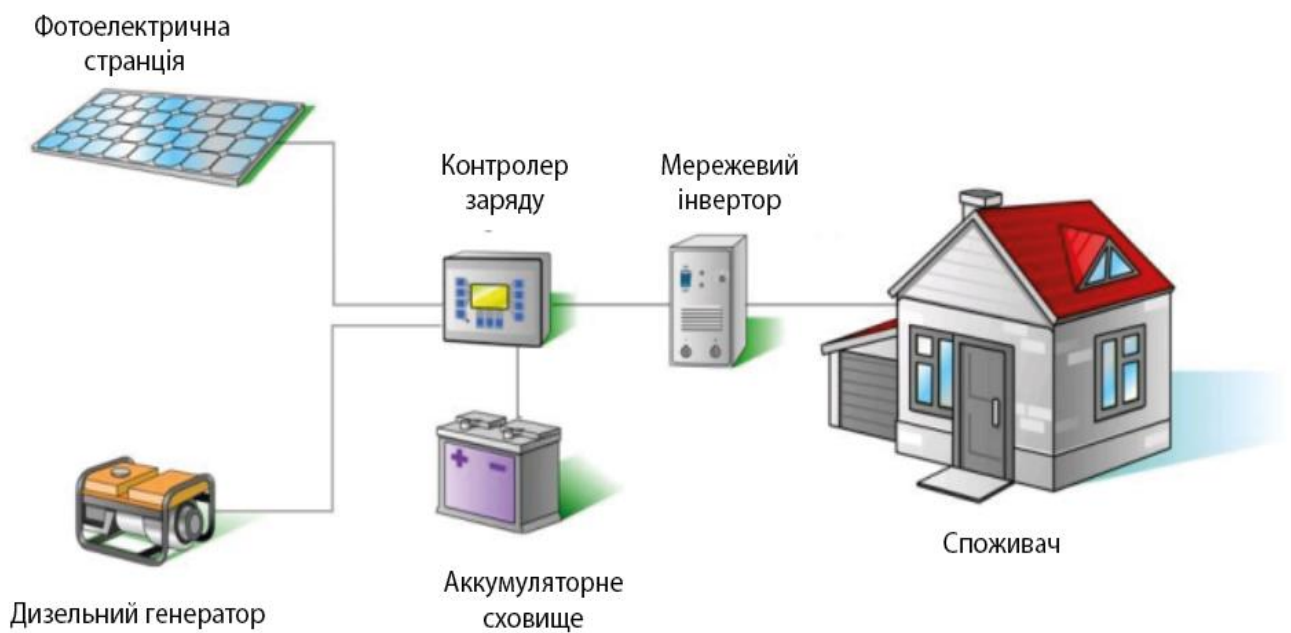 Фотоелектрична
странція
Контролер
заряду
Мережевий
інвертор
Споживач
Аккумуляторне
сховище
Дизельний генератор